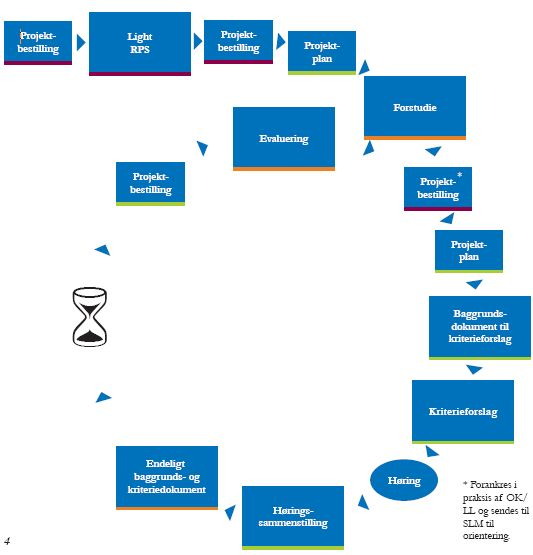 Projekt-
bestilling
Light
RPS
Projekt-
bestilling
Projekt-
plan
Forstudie
Evaluering
Projekt-
bestilling
Projekt-*
bestilling
Projekt-
plan
Baggrunds-
dokument til
kriterieforslag
Kriterieforslag
Høring
Hørings-
sammenstilling
Endeligt
baggrunds- og
kriteriedokument
* Forankres i
praksis af OK/
LL og sendes til
SLM til
orientering.
4